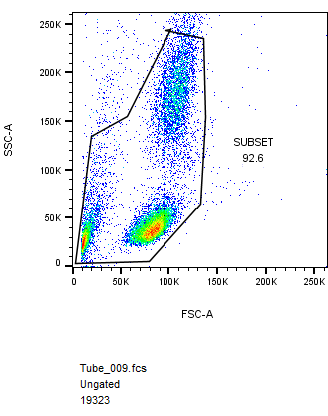 250K
200K
150K
100K
50K
0
SSC-A
SUBSET
92.6
0 50K 100K 150K 200K 250K
FSC-A
Tube_009.fcs
Ungated
19323